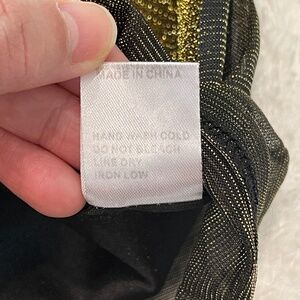 MADE IN CHINA
HAND WASH COLD
DO NOT BLEACH
LINE DRY
IRON LOW